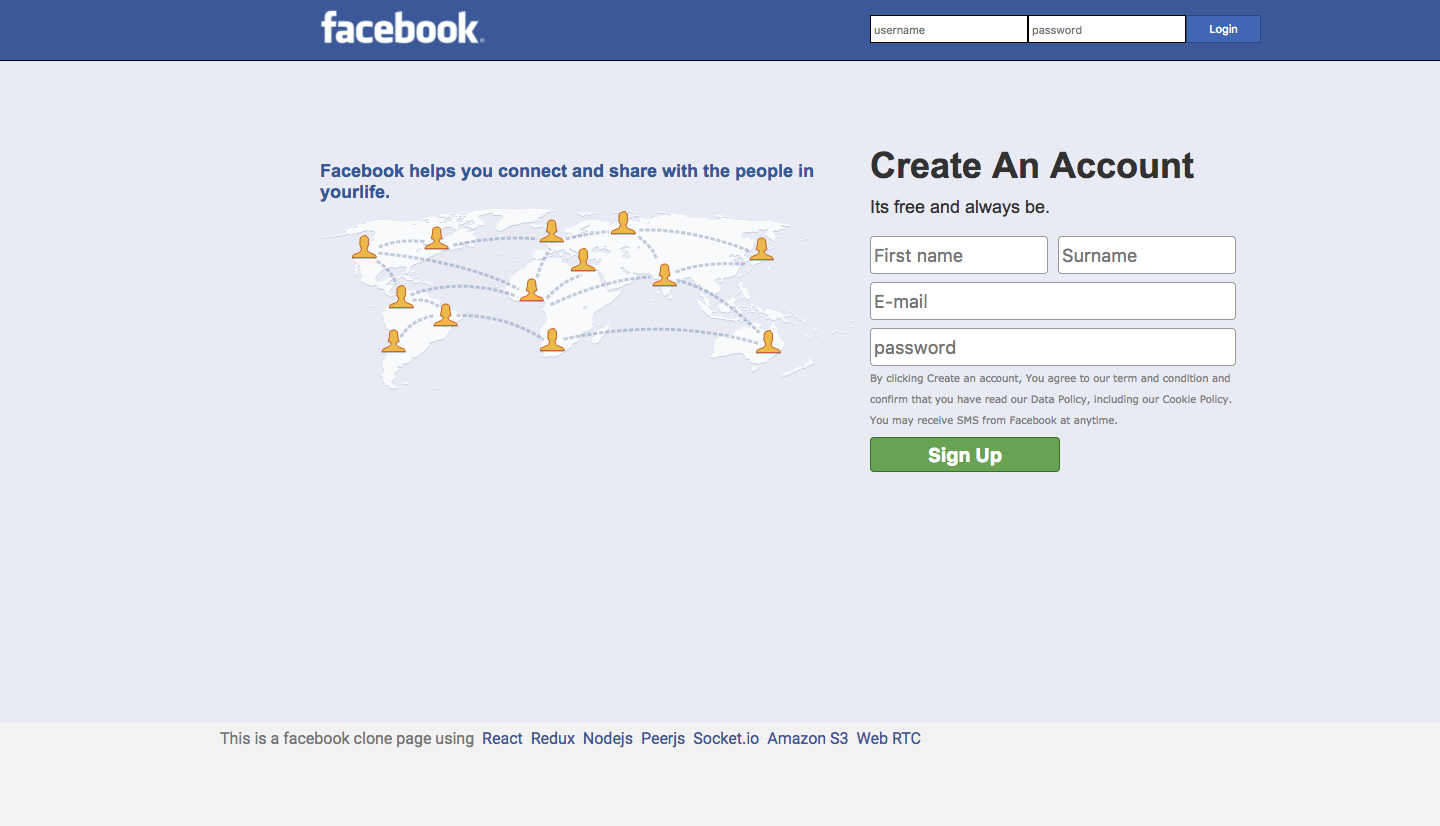 facebook.
username password Login
Facebook helps you connect and share with the people in
yourlife.
Create An Account
Its free and always be.
First name Surname
E-mail
password
By clicking Create an account, You agree to our term and condition and
confirm that you have read our Data Policy, including our Cookie Policy.
You may receive SMS from Facebook at anytime.
Sign Up
This is a facebook clone page using React Redux Nodejs Peerjs Socket.io Amazon S3 Web RTC